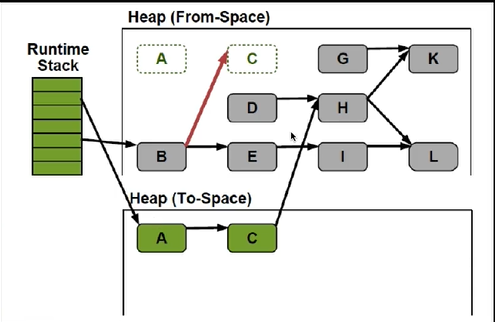 Heap (From-Space)
Runtime
Stack
A
C
G
K
D
H
B
E
I
L
Heap (To-Space)
A
C